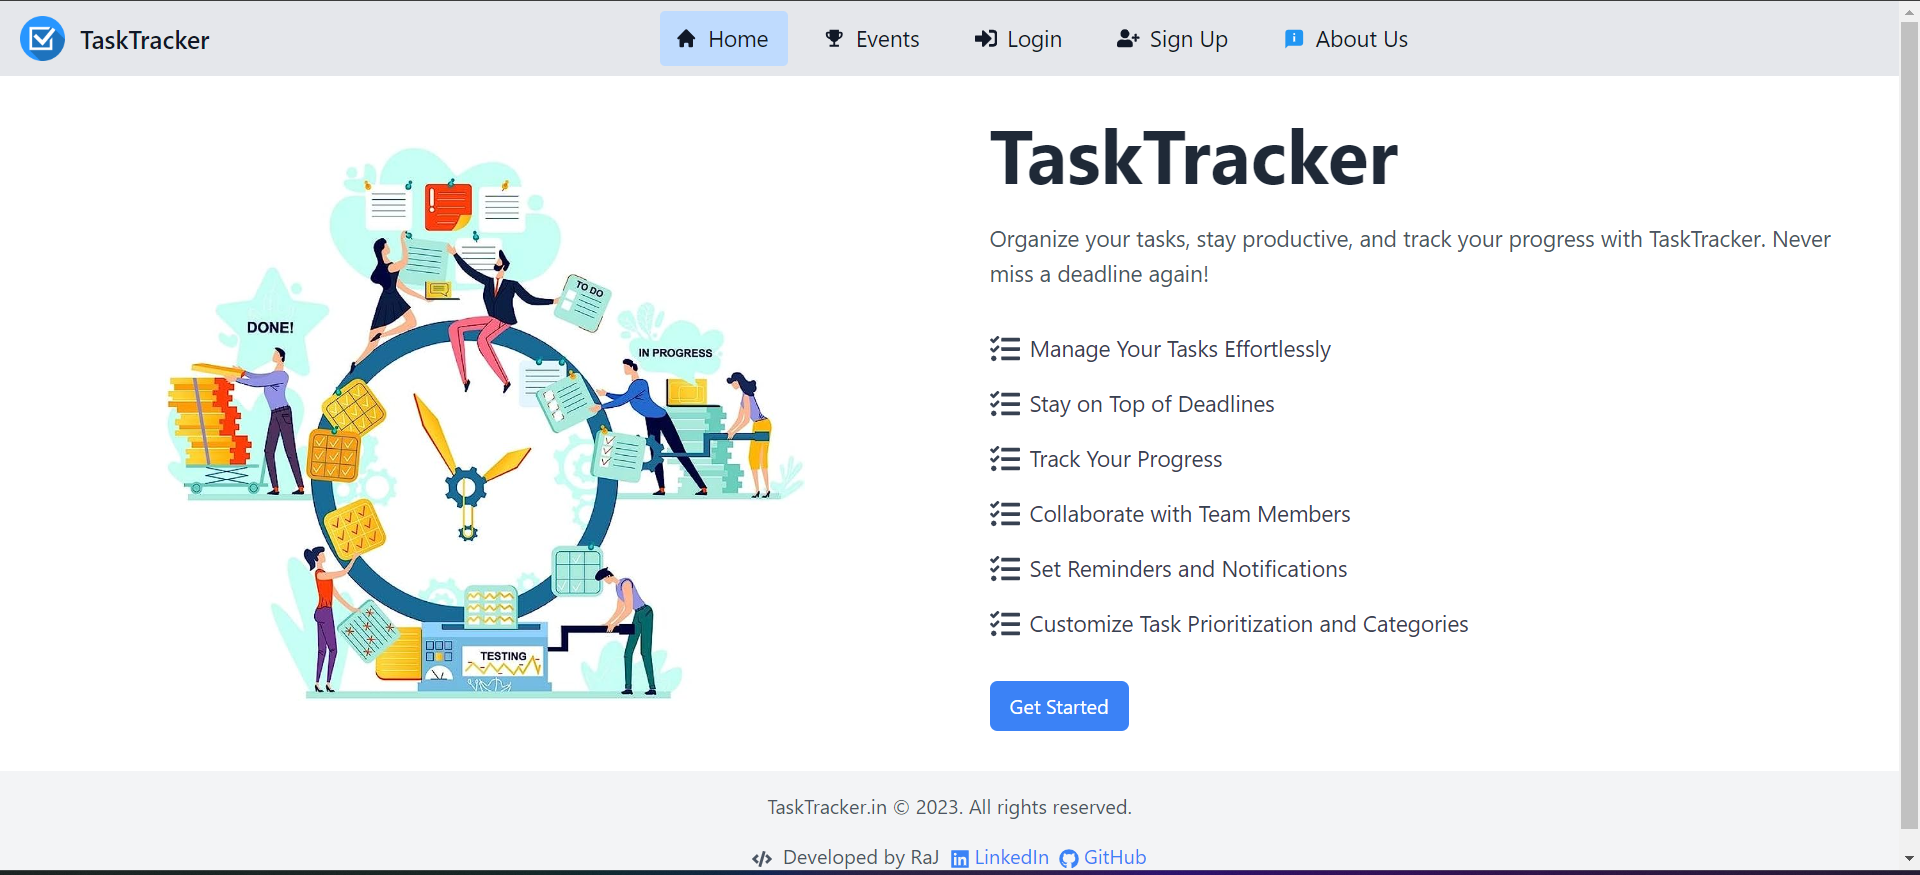 TaskTracker
Home
Events
Login
Sign Up
About Us
DONE!
TO DO
IN PROGRESS
TESTING
TaskTracker
Organize your tasks, stay productive, and track your progress with TaskTracker. Never
miss a deadline again!
Manage Your Tasks Effortlessly
Stay on Top of Deadlines
Track Your Progress
Collaborate with Team Members
Set Reminders and Notifications
Customize Task Prioritization and Categories
Get Started
TaskTracker.in © 2023. All rights reserved.
Developed by RaJ LinkedIn GitHub